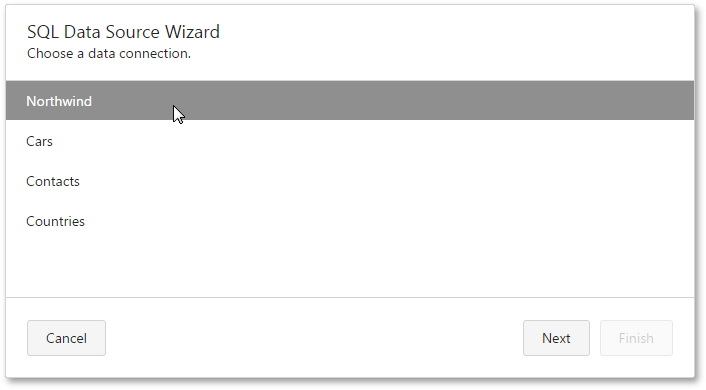 SQL Data Source Wizard
Choose a data connection.
Northwind
Cars
Contacts
Countries
Cancel
Next
Finish